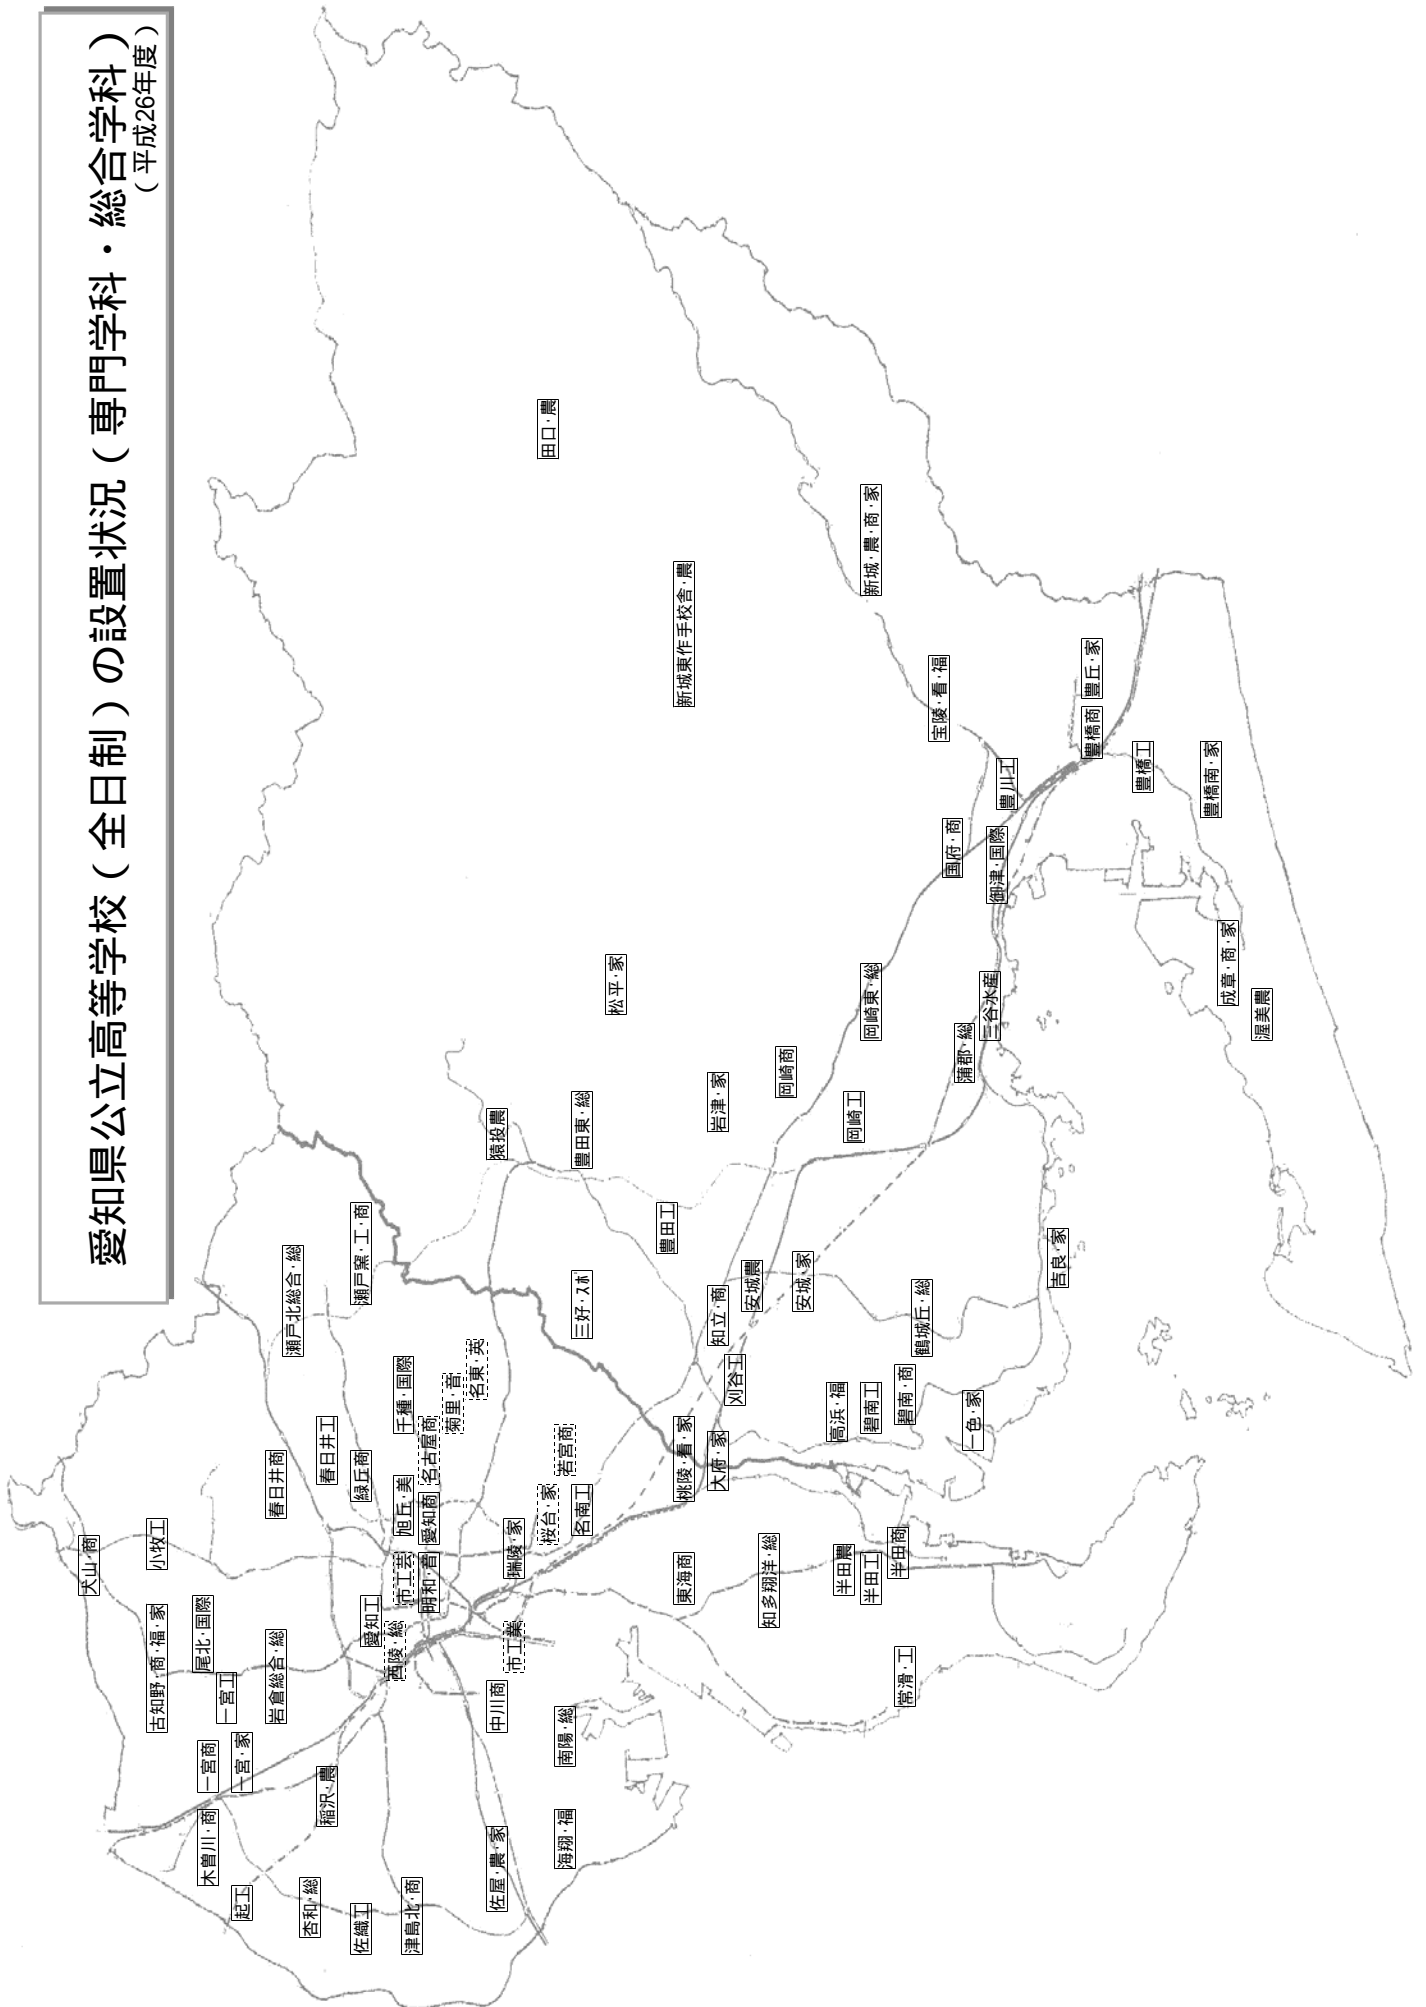 愛知県公立高等学校（全日制）の設置状況（専門学科・総合学科）
（平成26年度）
犬山・商
小牧工
古知野・商・福・家
尾北・国際
一宮工
一宮商
一宮・家
木曽川・商
起工
岩倉総合・総
春日井商
瀬戸北総合・総
春日井工
稲沢・農
杏和・総
瀬戸窯・工・商
緑丘商
愛知工
佐織工
西陵・総
千種・国際
旭丘・美
市工芸
津島北・商
名古屋商
愛知商
明和・音
菊里・音
名東・英
猿投農
中川商
佐屋・農・家
瑞陵・家
市工業
田口・農
桜台・家
若宮商
南陽・総
海翔・福
豊田東・総
三好・スポ
名南工
松平・家
豊田工
新城東作手校舎・農
桃陵・看・家
東海商
岩津・家
知立・商
大府・家
刈谷工
安城農
知多翔洋・総
岡崎商
安城・家
高浜・福
半田農
岡崎工
新城・農・商・家
岡崎東・総
碧南工
半田工
半田商
碧南・商
常滑・工
鶴城丘・総
宝陵・看・福
国府・商
蒲郡・総
一色・家
三谷水産
御津・国際
豊川工
吉良・家
豊丘・家
豊橋商
豊橋工
豊橋南・家
成章・商・家
渥美農